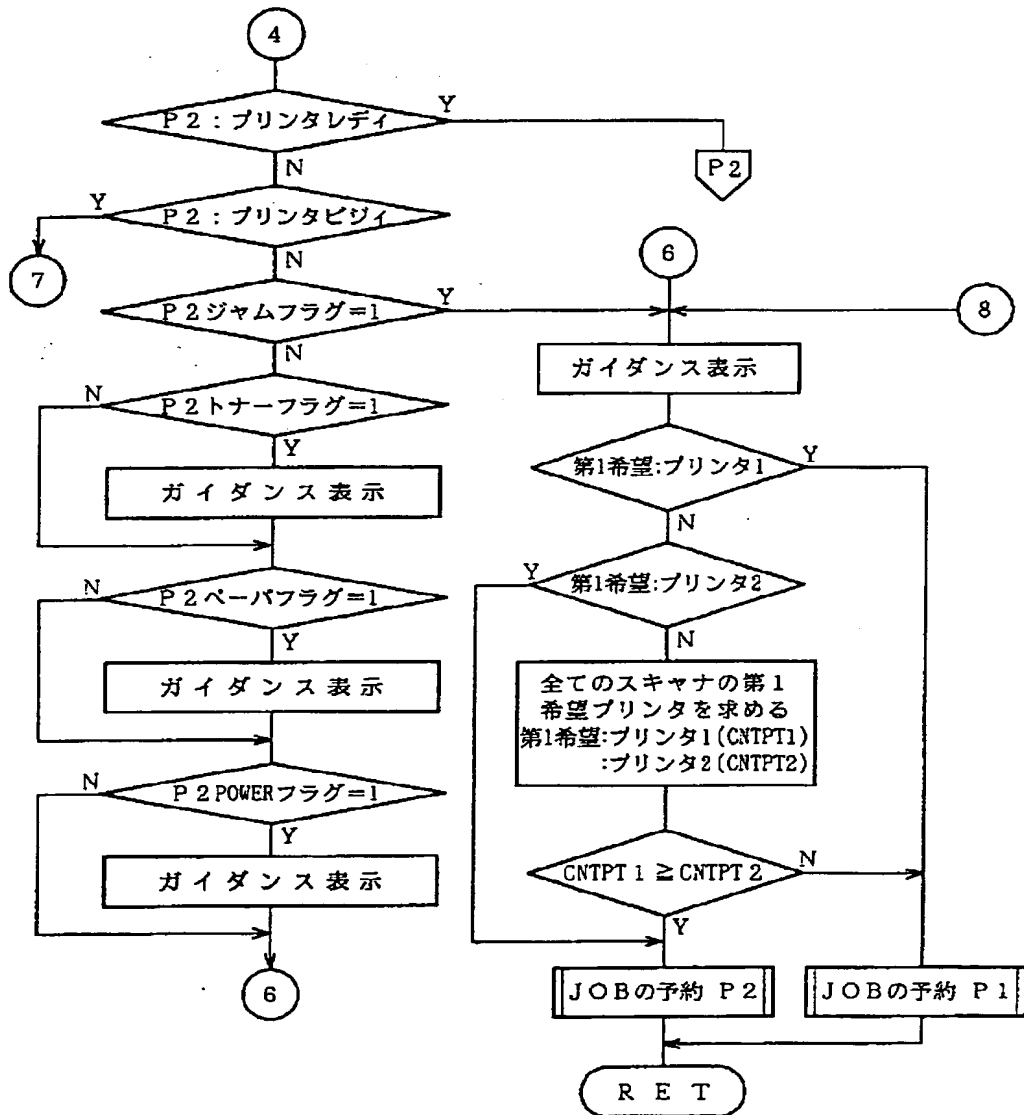 4
P2:プリンタレディ
Y
P2
N
P2:プリンタビジィ
Y
7
N
P2ジャムフラグ=1
Y
N
P2トナーフラグ=1
N
Y
ガイダンス表示
P2ペーパフラグ=1
N
Y
ガイダンス表示
P2POWERフラグ=1
N
Y
ガイダンス表示
6
6
8
ガイダンス表示
第1希望:プリンタ1
Y
N
第1希望:プリンタ2
Y
N
全てのスキャナの第1
希望プリンタを求める
第1希望:プリンタ1(CNTPT1)
:プリンタ2(CNTPT2)
CNTPT1≧CNTPT2
N
Y
JOBの予約 P2
JOBの予約 P1
RET